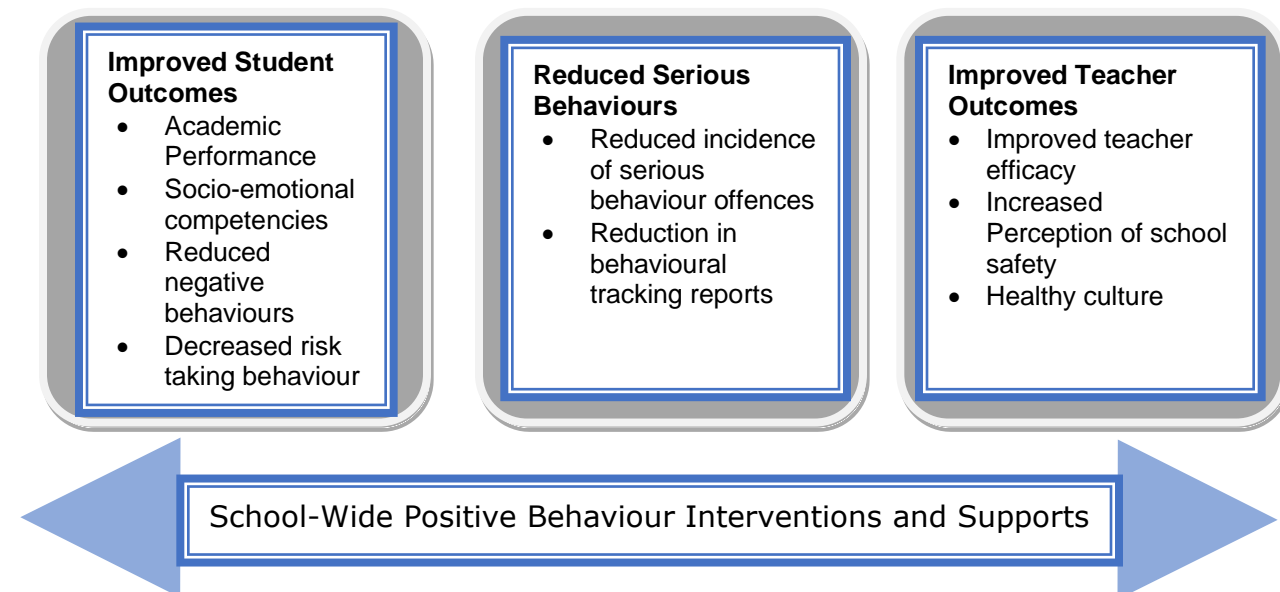 Improved Student
Outcomes
• Academic
Performance
• Socio-emotional
competencies
• Reduced
negative
behaviours
• Decreased risk
taking behaviour
Reduced Serious
Behaviours
• Reduced incidence
of serious
behaviour offences
• Reduction in
behavioural
tracking reports
Improved Teacher
Outcomes
• Improved teacher
efficacy
• Increased
Perception of school
safety
• Healthy culture
School-Wide Positive Behaviour Interventions and Supports